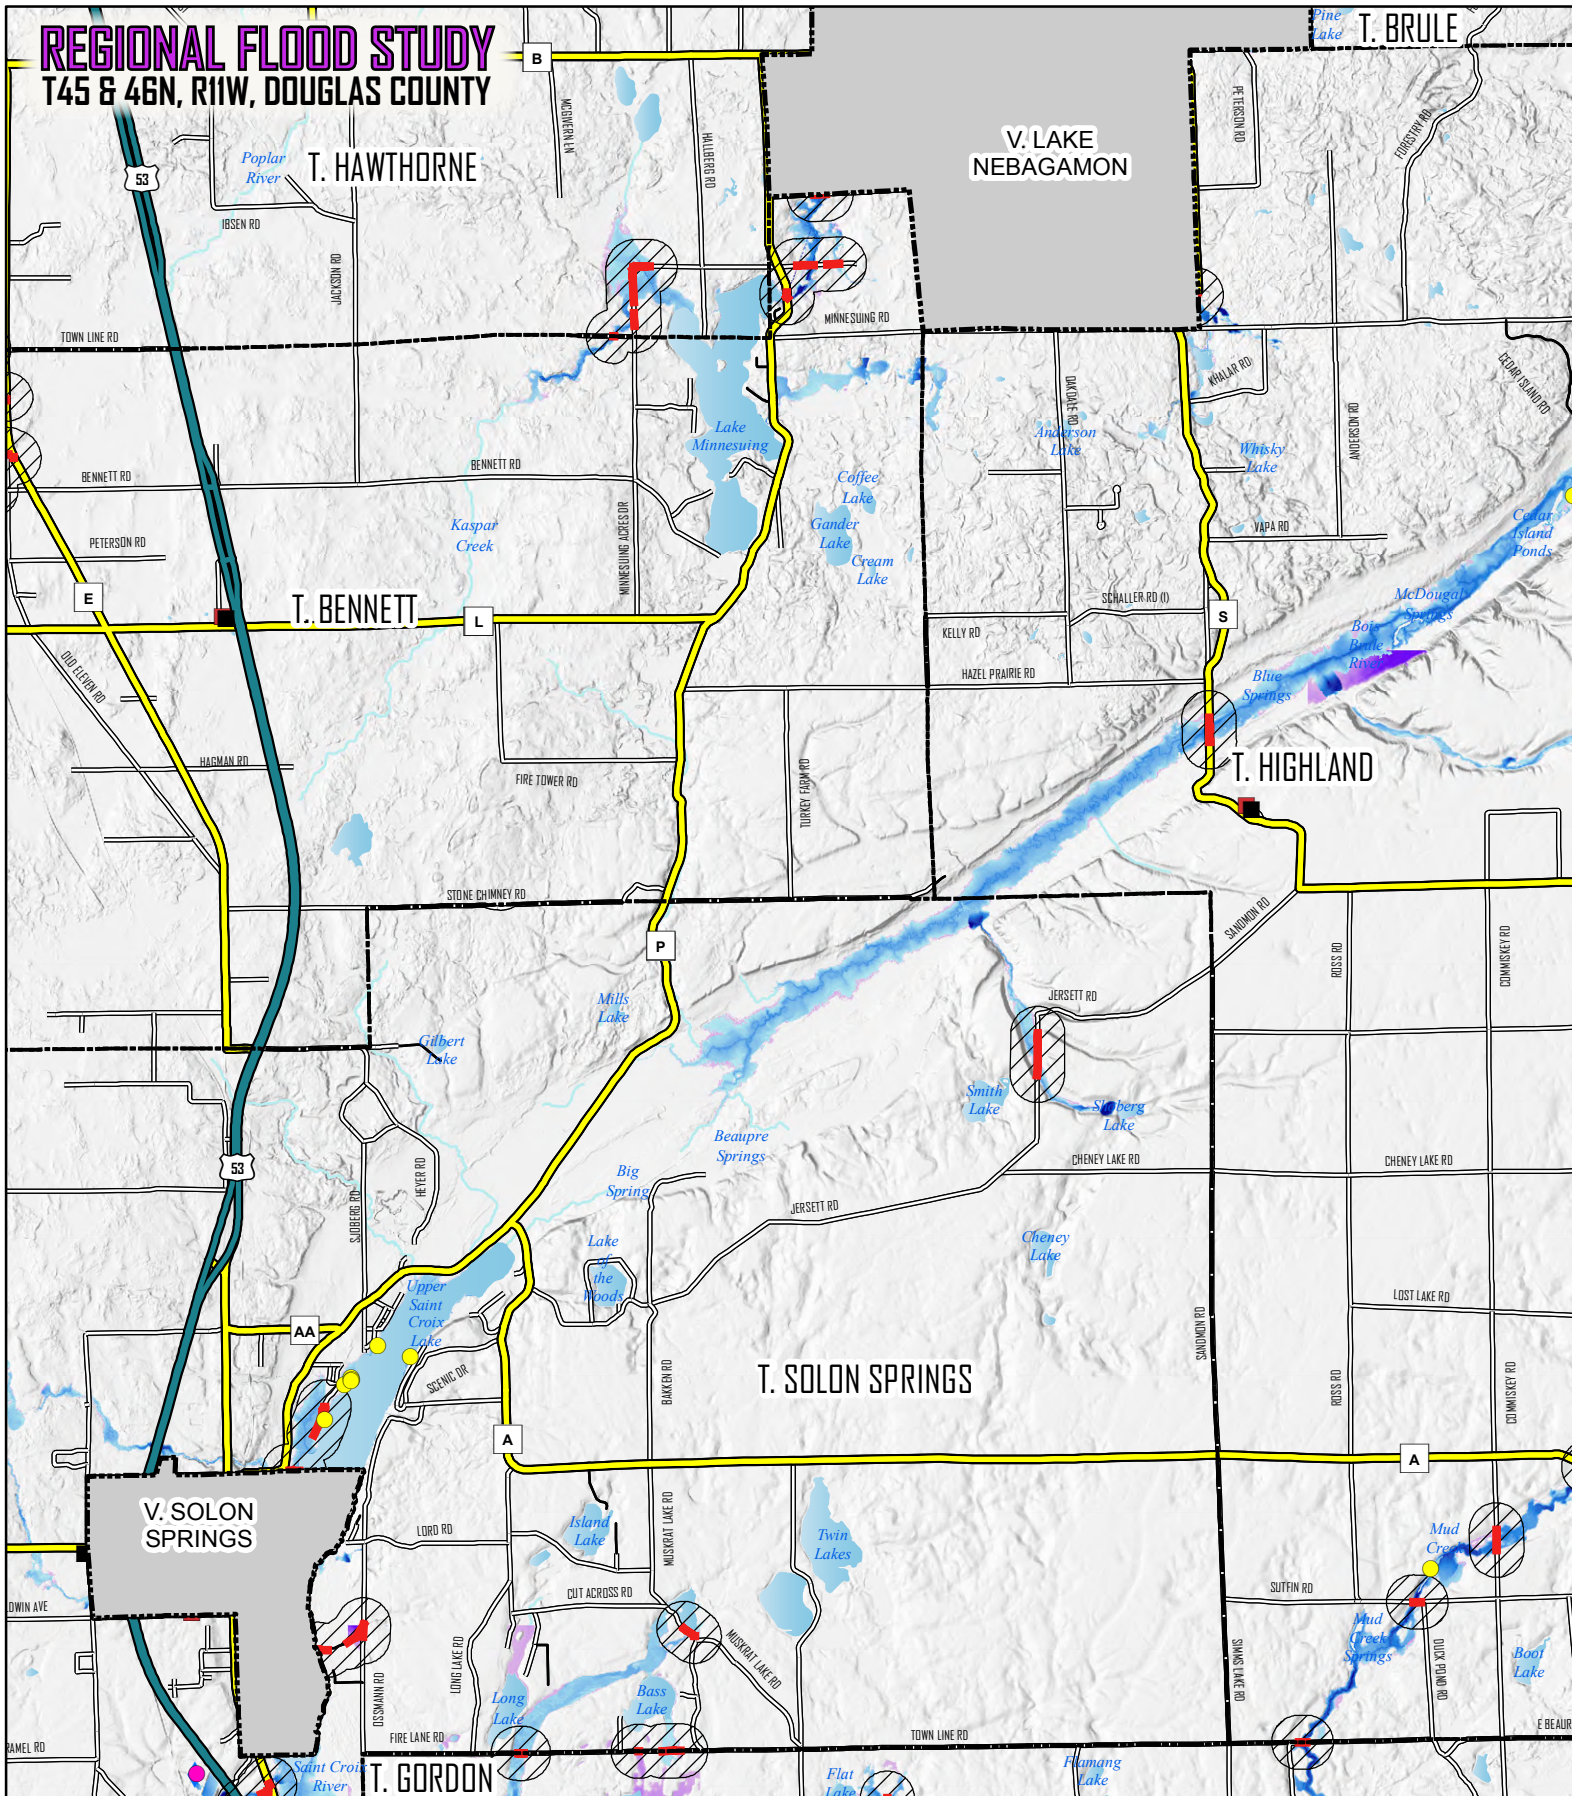 REGIONAL FLOOD STUDY
T45 & 46N, R11W, DOUGLAS COUNTY
B
Pine
Lake
T. BRULE
MCGIVERN LN
HALLBERG RD
PETERSON RD
FORESTRY RD
V. LAKE
NEBAGAMON
53
Poplar
River
T. HAWTHORNE
IBSEN RD
JACKSON RD
TOWN LINE RD
MINNESUING RD
KHALAR RD
CEDAR ISLAND RD
OAKDALE RD
ANDERSON RD
Lake
Minnesuing
Anderson
Lake
Whisky
Lake
BENNETT RD
BENNETT RD
Coffee
Lake
Gander
Lake
Cream
Lake
Kaspar
Creek
MINNESUING ACRES DR
PETERSON RD
VAPA RD
Cedar
Island
Ponds
E
T. BENNETT
L
SCHALLER RD (1)
S
McDougal
Springs
KELLY RD
Bois
Brule
River
OLD ELEVEN RD
HAZEL PRAIRIE RD
Blue
Springs
HAGMAN RD
FIRE TOWER RD
TURKEY FARM RD
T. HIGHLAND
STONE CHIMNEY RD
P
SANDMON RD
ROSS RD
COMMISKEY RD
Mills
Lake
JERSETT RD
Gilbert
Lake
Smith
Lake
Sjoberg
Lake
Beaupre
Springs
53
HEYER RD
SJOBERG RD
Big
Spring
CHENEY LAKE RD
CHENEY LAKE RD
JERSETT RD
Lake
of
the
Woods
Cheney
Lake
Upper
Saint
Croix
Lake
LOST LAKE RD
AA
SANDMON RD
SCENIC DR
BAKKEN RD
T. SOLON SPRINGS
ROSS RD
COMMISKEY RD
A
A
V. SOLON
SPRINGS
LORD RD
Island
Lake
MUSKRAT LAKE RD
Twin
Lakes
Mud
Creek
CUT ACROSS RD
SUTFIN RD
DWIN AVE
Mud
Creek
Springs
Boot
Lake
LONG LAKE RD
MUSKRAT LAKE RD
SIMS LAKE RD
DUCK POND RD
OSSMANN RD
Long
Lake
Bass
Lake
FIRE LANE RD
TOWN LINE RD
E BEAUR
RAMEL RD
Saint Croix
River
T. GORDON
Flat
Lake
Flamang
Lake